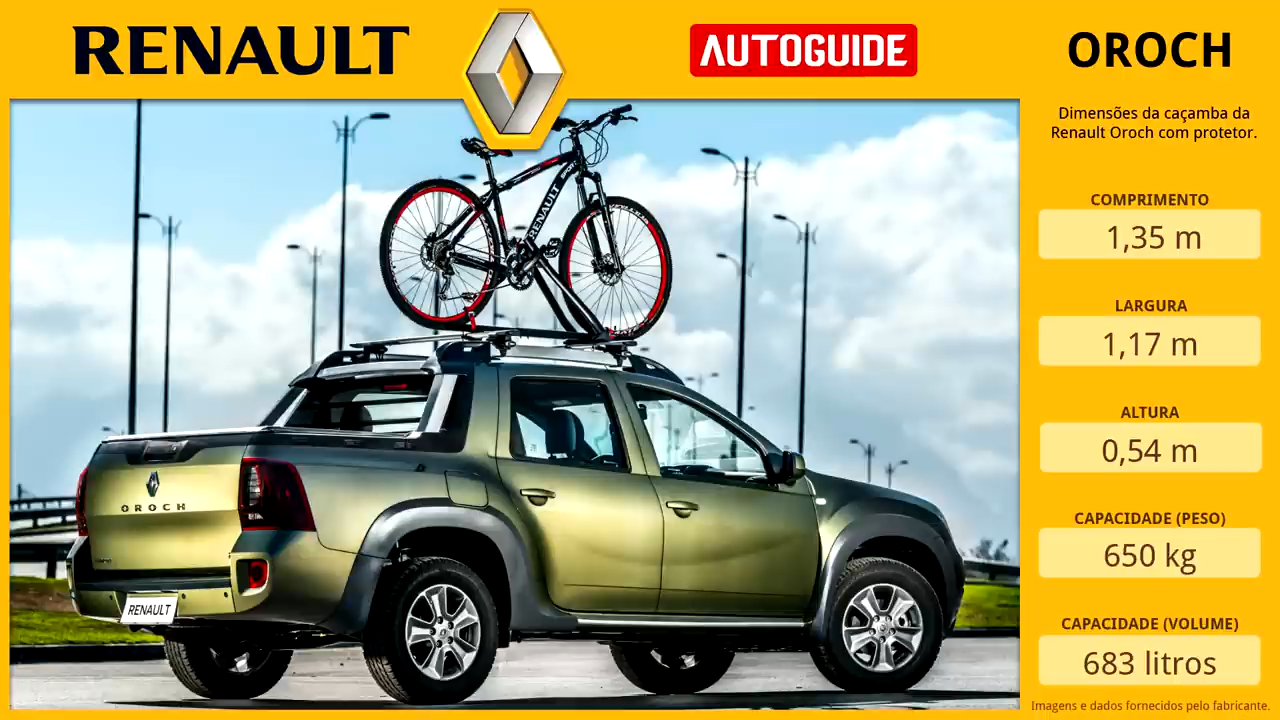 RENAULT
AUTOGUIDE
OROCH
Dimensões da caçamba da
Renault Oroch com protetor.
COMPRIMENTO
1,35 m
LARGURA
1,17 m
ALTURA
0,54 m
CAPACIDADE (PESO)
650 kg
CAPACIDADE (VOLUME)
683 litros
Imagens e dados fornecidos pelo fabricante.
RENAULT
OROCH
RENAULT